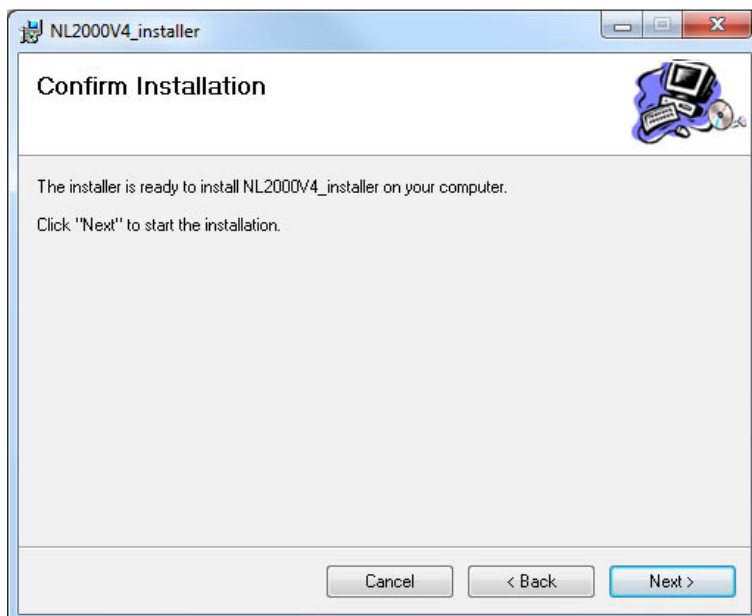 NL2000V4_installer
Confirm Installation
The installer is ready to install NL2000V4_installer on your computer.
Click "Next" to start the installation.
Cancel
< Back
Next >